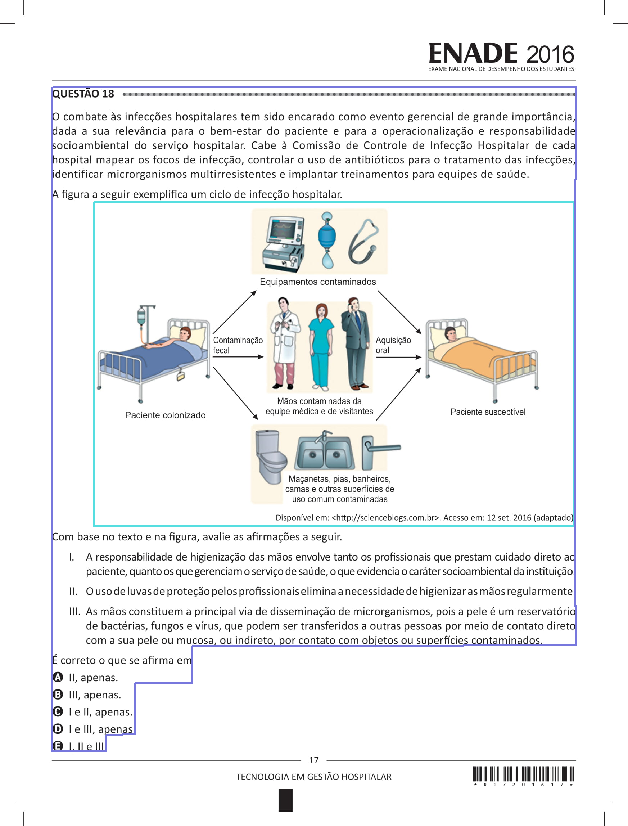 ENADE 2016
EXAME NACIONAL DE DESEMPENHO DOS ESTUDANTES
QUESTÃO 18
O combate às infecções hospitalares tem sido encarado como evento gerencial de grande importância,
dada a sua relevância para o bem-estar do paciente e para a operacionalização e responsabilidade
socioambiental do serviço hospitalar. Cabe à Comissão de Controle de Infecção Hospitalar de cada
hospital mapear os focos de infecção, controlar o uso de antibióticos para o tratamento das infecções,
identificar microrganismos multirresistentes e implantar treinamentos para equipes de saúde.
A figura a seguir exemplifica um ciclo de infecção hospitalar.
Equipamentos contaminados
Contaminação
fecal
Aquisição
oral
Mãos contaminadas da
equipe médica e de visitantes
Paciente colonizado
Paciente susceptível
Maçanetas, pias, banheiros,
camas e outras superfícies de
uso comum contaminadas
Disponível em: <http://scienceblogs.com.br>. Acesso em: 12 set. 2016 (adaptado)
Com base no texto e na figura, avalie as afirmações a seguir.
I. A responsabilidade de higienização das mãos envolve tanto os profissionais que prestam cuidado direto ao
paciente, quanto os que gerenciam o serviço de saúde, o que evidencia o caráter socioambiental da instituição
II. O uso de luvas de proteção pelos profissionais elimina a necessidade de higienizar as mãos regularmente
III. As mãos constituem a principal via de disseminação de microrganismos, pois a pele é um reservatório
de bactérias, fungos e vírus, que podem ser transferidos a outras pessoas por meio de contato direto
com a sua pele ou mucosa, ou indireto, por contato com objetos ou superfícies contaminados.
É correto o que se afirma em
A II, apenas.
B III, apenas.
C I e II, apenas.
D I e III, apenas
E I, II e III
17
TECNOLOGIA EM GESTÃO HOSPITALAR